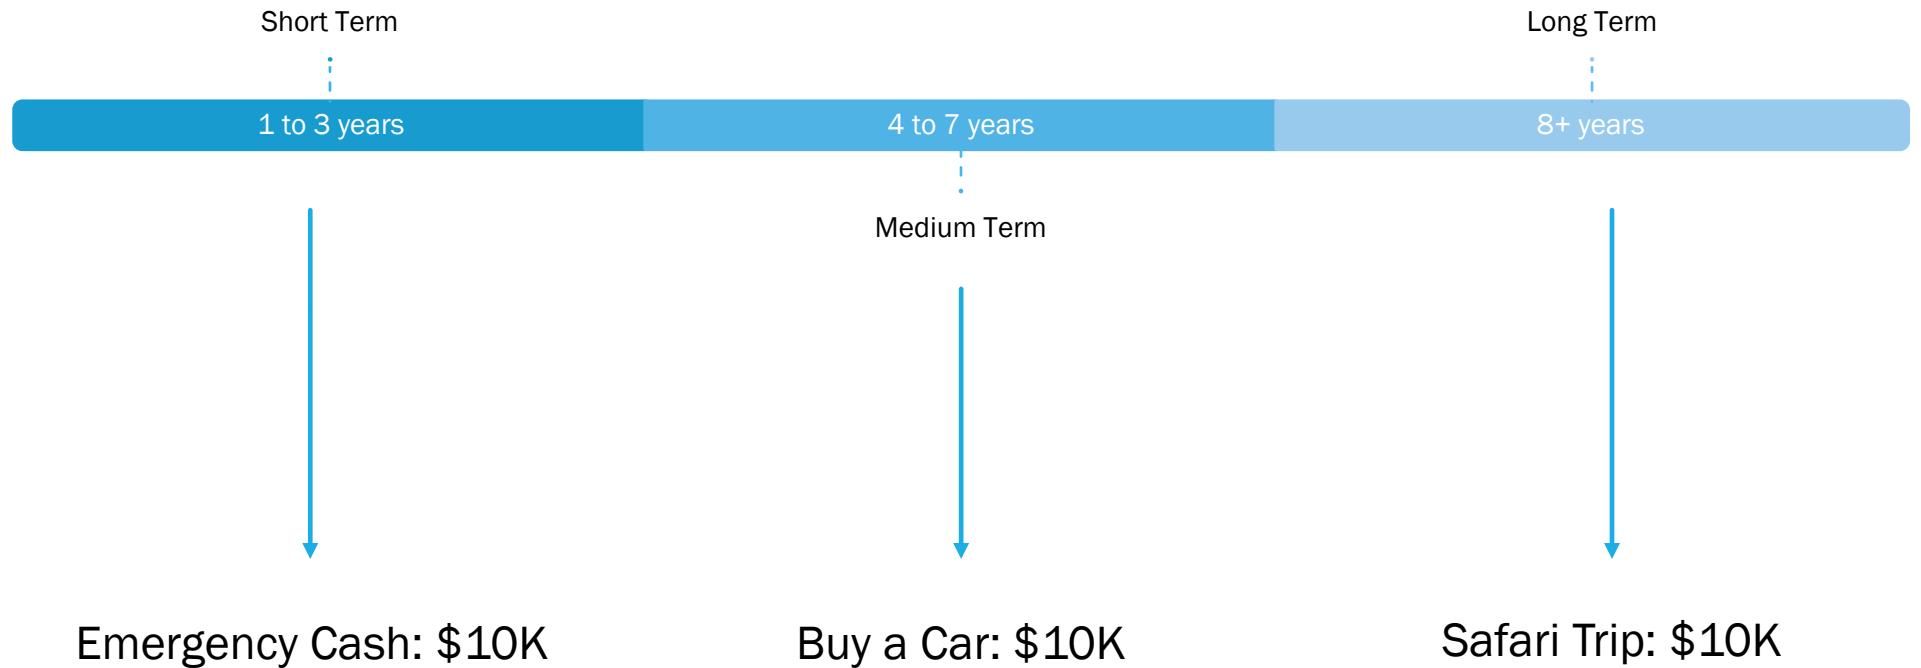 Short Term
Long Term
1 to 3 years
4 to 7 years
8+ years
Medium Term
Emergency Cash: $10K
Buy a Car: $10K
Safari Trip: $10K